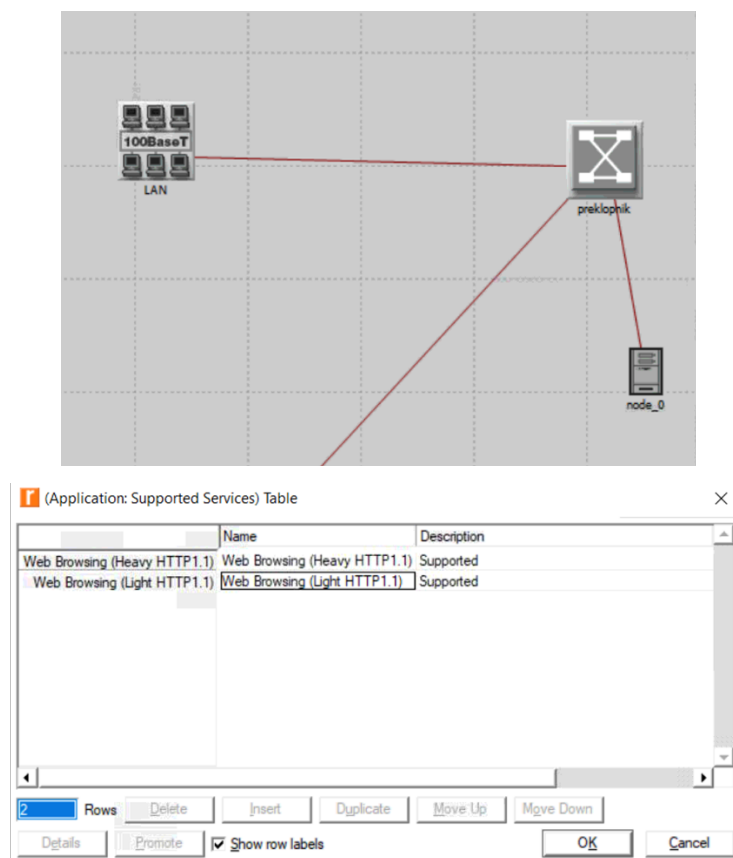 100BaseT
LAN
preklopnik
node_0
(Application: Supported Services) Table
Name Description
Web Browsing (Heavy HTTP1.1) Web Browsing (Heavy HTTP1.1) Supported
Web Browsing (Light HTTP1.1) Web Browsing (Light HTTP1.1) Supported
2 Rows Delete Insert Duplicate Move Up Move Down
Details Promote Show row labels OK Cancel